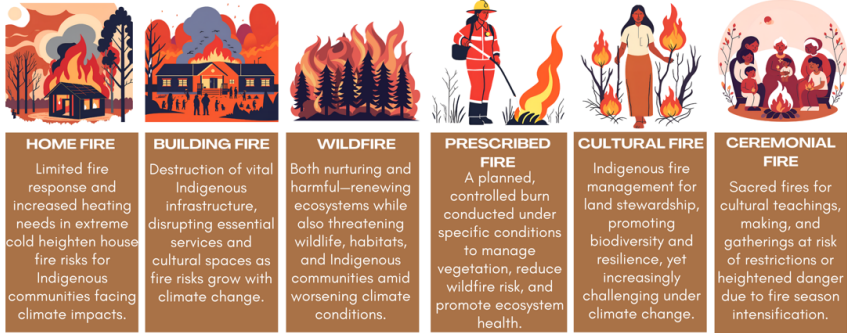 HOME FIRE
Limited fire
response and
increased heating
needs in extreme
cold heighten house
fire risks for
Indigenous
communities facing
climate impacts.
BUILDING FIRE
Destruction of vital
Indigenous
infrastructure,
disrupting essential
services and
cultural spaces as
fire risks grow with
climate change.
WILDFIRE
Both nurturing and
harmful—renewing
ecosystems while
also threatening
wildlife, habitats,
and Indigenous
communities amid
worsening climate
conditions.
PRESCRIBED
FIRE
A planned,
controlled burn
conducted under
specific conditions
to manage
vegetation, reduce
wildfire risk, and
promote ecosystem
health.
CULTURAL FIRE
Indigenous fire
management for
land stewardship,
promoting
biodiversity and
resilience, yet
increasingly
challenging under
climate change.
CEREMONIAL
FIRE
Sacred fires for
cultural teachings,
making, and
gatherings at risk
of restrictions or
heightened danger
due to fire season
intensification.